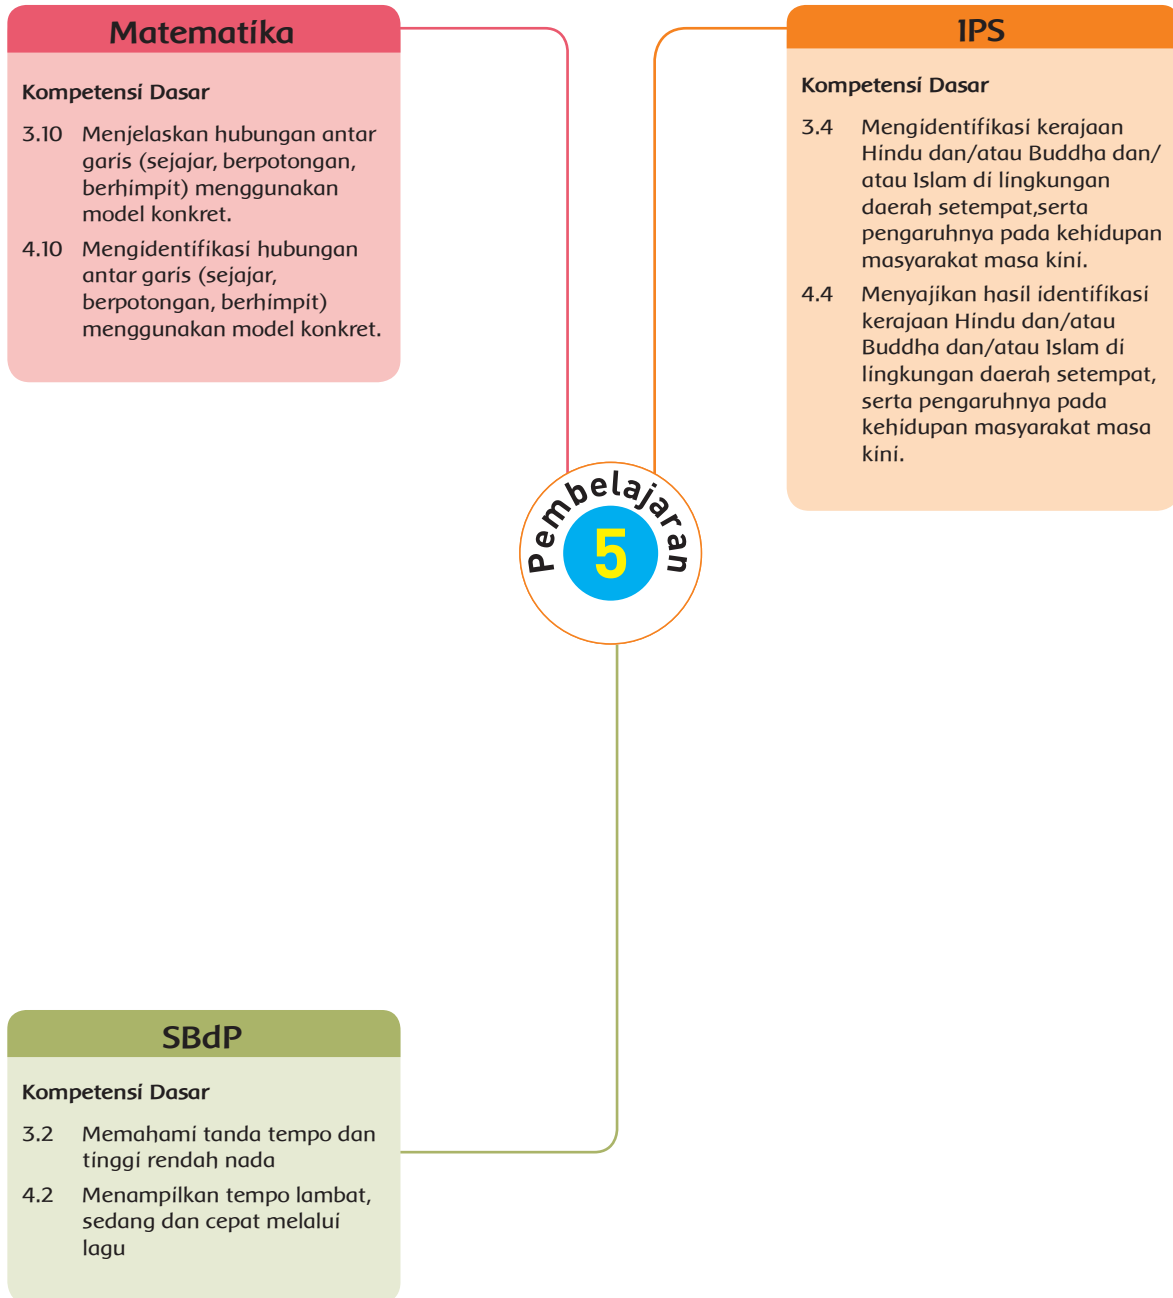 Matematika
Kompetensi Dasar
3.10 Menjelaskan hubungan antar
garis (sejajar, berpotongan,
berhimpit) menggunakan
model konkret.
4.10 Mengidentifikasi hubungan
antar garis (sejajar,
berpotongan, berhimpit)
menggunakan model konkret.
IPS
Kompetensi Dasar
3.4 Mengidentifikasi kerajaan
Hindu dan/atau Buddha dan/
atau Islam di lingkungan
daerah setempat,serta
pengaruhnya pada kehidupan
masyarakat masa kini.
4.4 Menyajikan hasil identifikasi
kerajaan Hindu dan/atau
Buddha dan/atau Islam di
lingkungan daerah setempat,
serta pengaruhnya pada
kehidupan masyarakat masa
kini.
Pembelajaran
5
SBdP
Kompetensi Dasar
3.2 Memahami tanda tempo dan
tinggi rendah nada
4.2 Menampilkan tempo lambat,
sedang dan cepat melalui
lagu